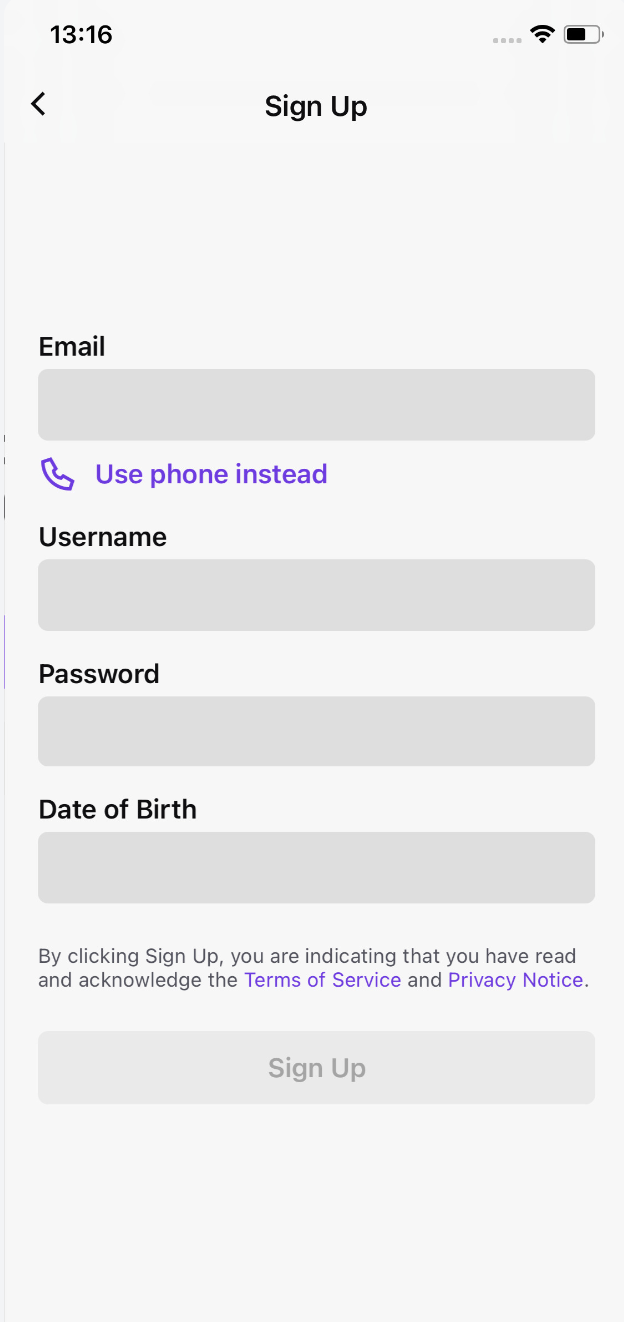 13:16
Sign Up
Email
Use phone instead
Username
Password
Date of Birth
By clicking Sign Up, you are indicating that you have read
and acknowledge the Terms of Service and Privacy Notice.
Sign Up